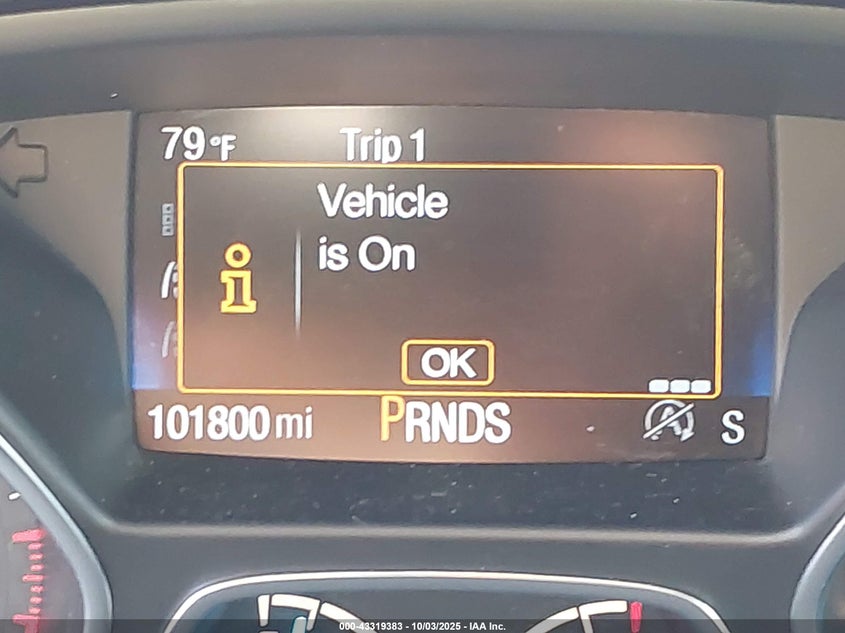 79°F Trip 1
Vehicle
is On
OK
101800 mi PRNDS A S
000-43319383 - 10/03/2025 - IAA Inc.